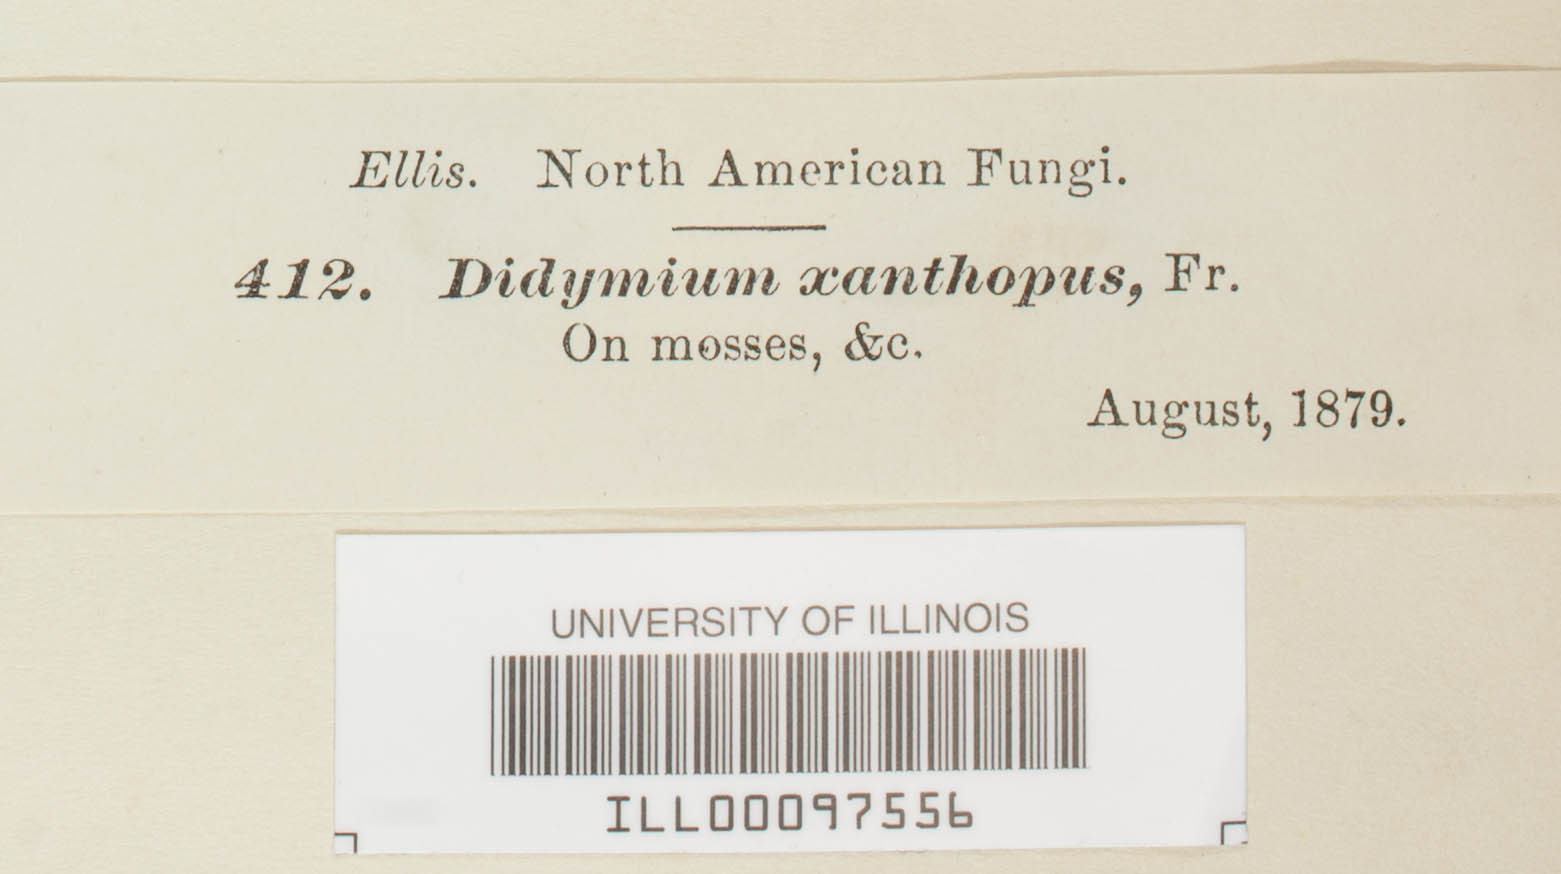 Ellis. North American Fungi.
412. Didymium xanthopus, Fr.
On mosses, &c.
August, 1879.
UNIVERSITY OF ILLINOIS
ILL00097556